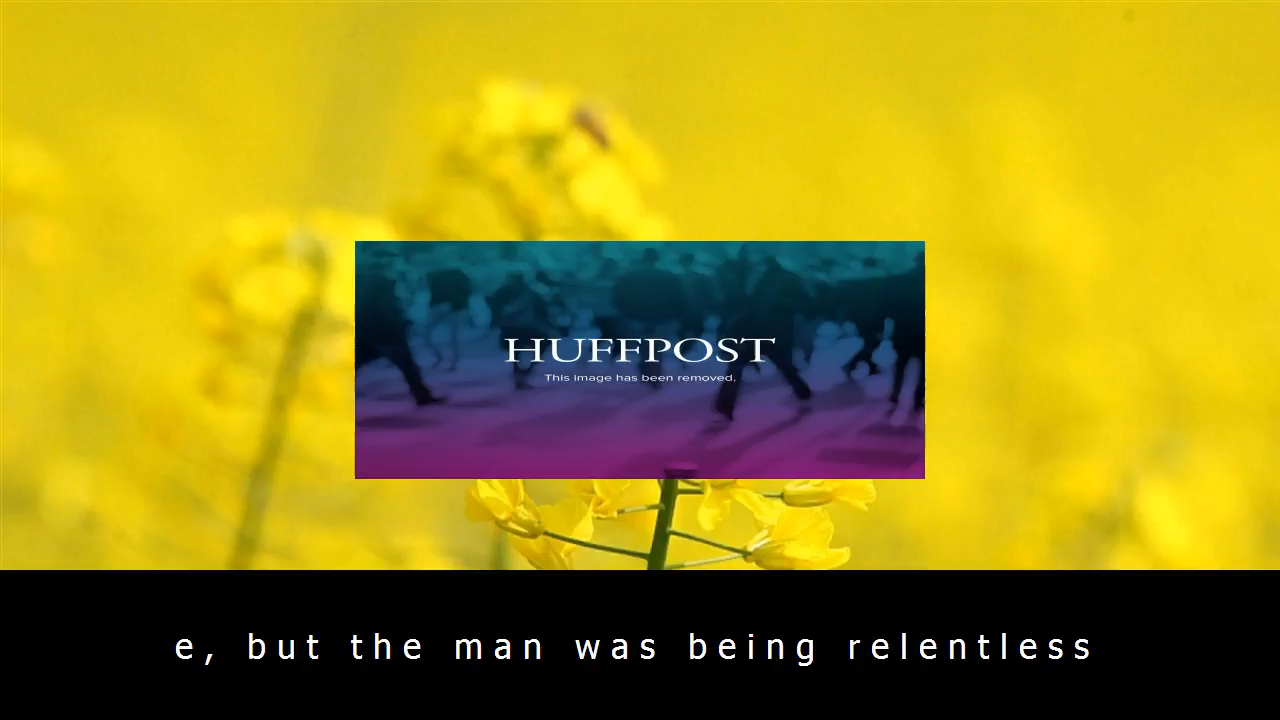 HUFFPOST
This image has been removed.
e, but the man was being relentless